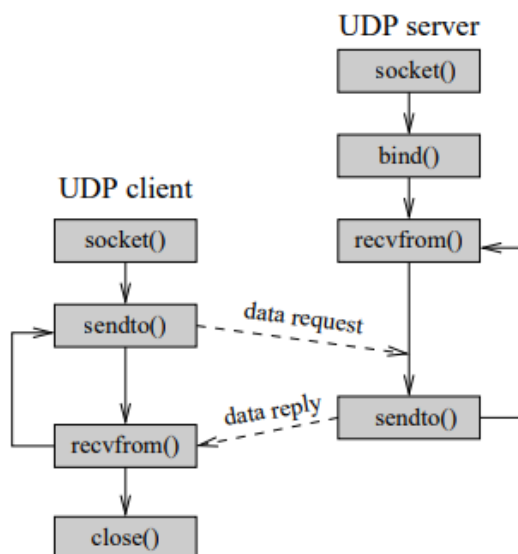 UDP server
socket()
bind()
recvfrom()
sendto()
UDP client
socket()
sendto()
recvfrom()
close()
data request
data reply